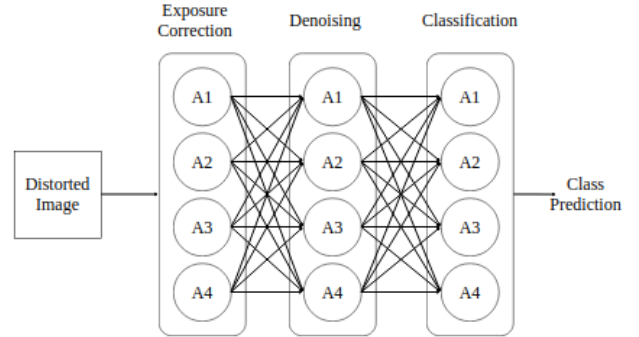 Exposure
Correction
Denoising
Classification
A1
A1
A1
A2
A2
A2
Distorted
Image
Class
Prediction
A3
A3
A3
A4
A4
A4